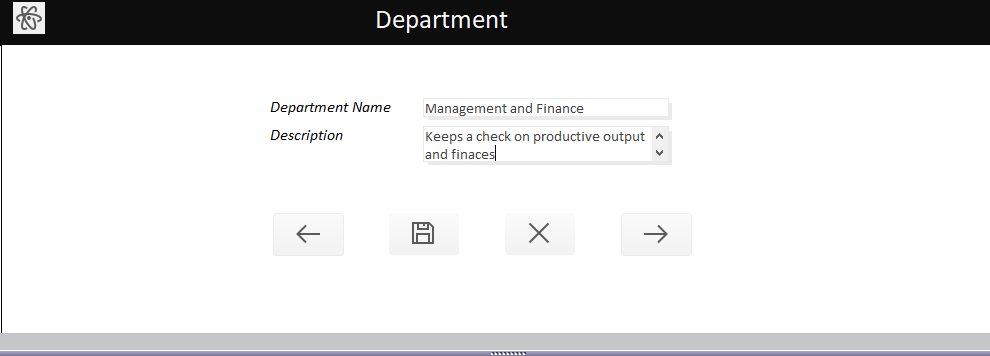 Department
Department Name
Management and Finance
Description
Keeps a check on productive output
and finaces